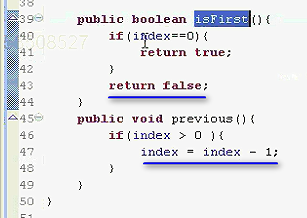 38
39 public boolean isFirst(){
40 if(index==0){
41 return true;
42 }
43 return false;
44 }
45 public void previous(){
46 if(index > 0 ){
47 index = index - 1;
48 }
49 }
50 }